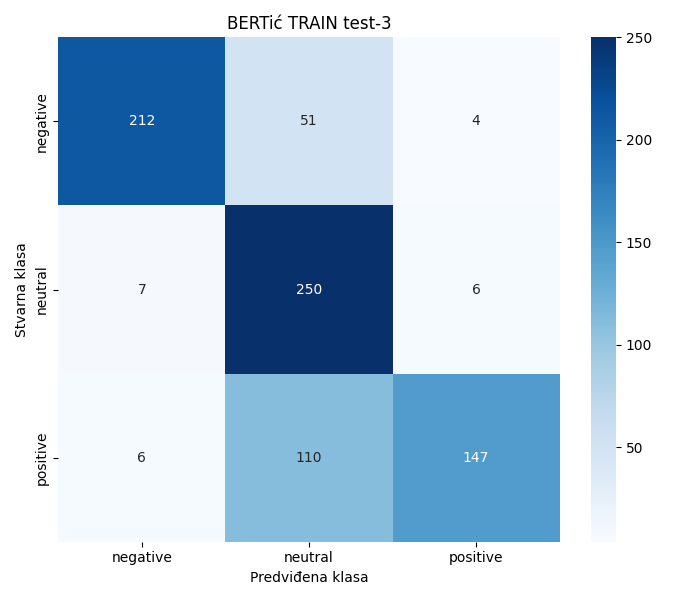 BERTić TRAIN test-3
Stvarna klasa
negative
212 51 4
neutral
7 250 6
positive
6 110 147
negative neutral positive
Predviđena klasa
250
200
150
100
50